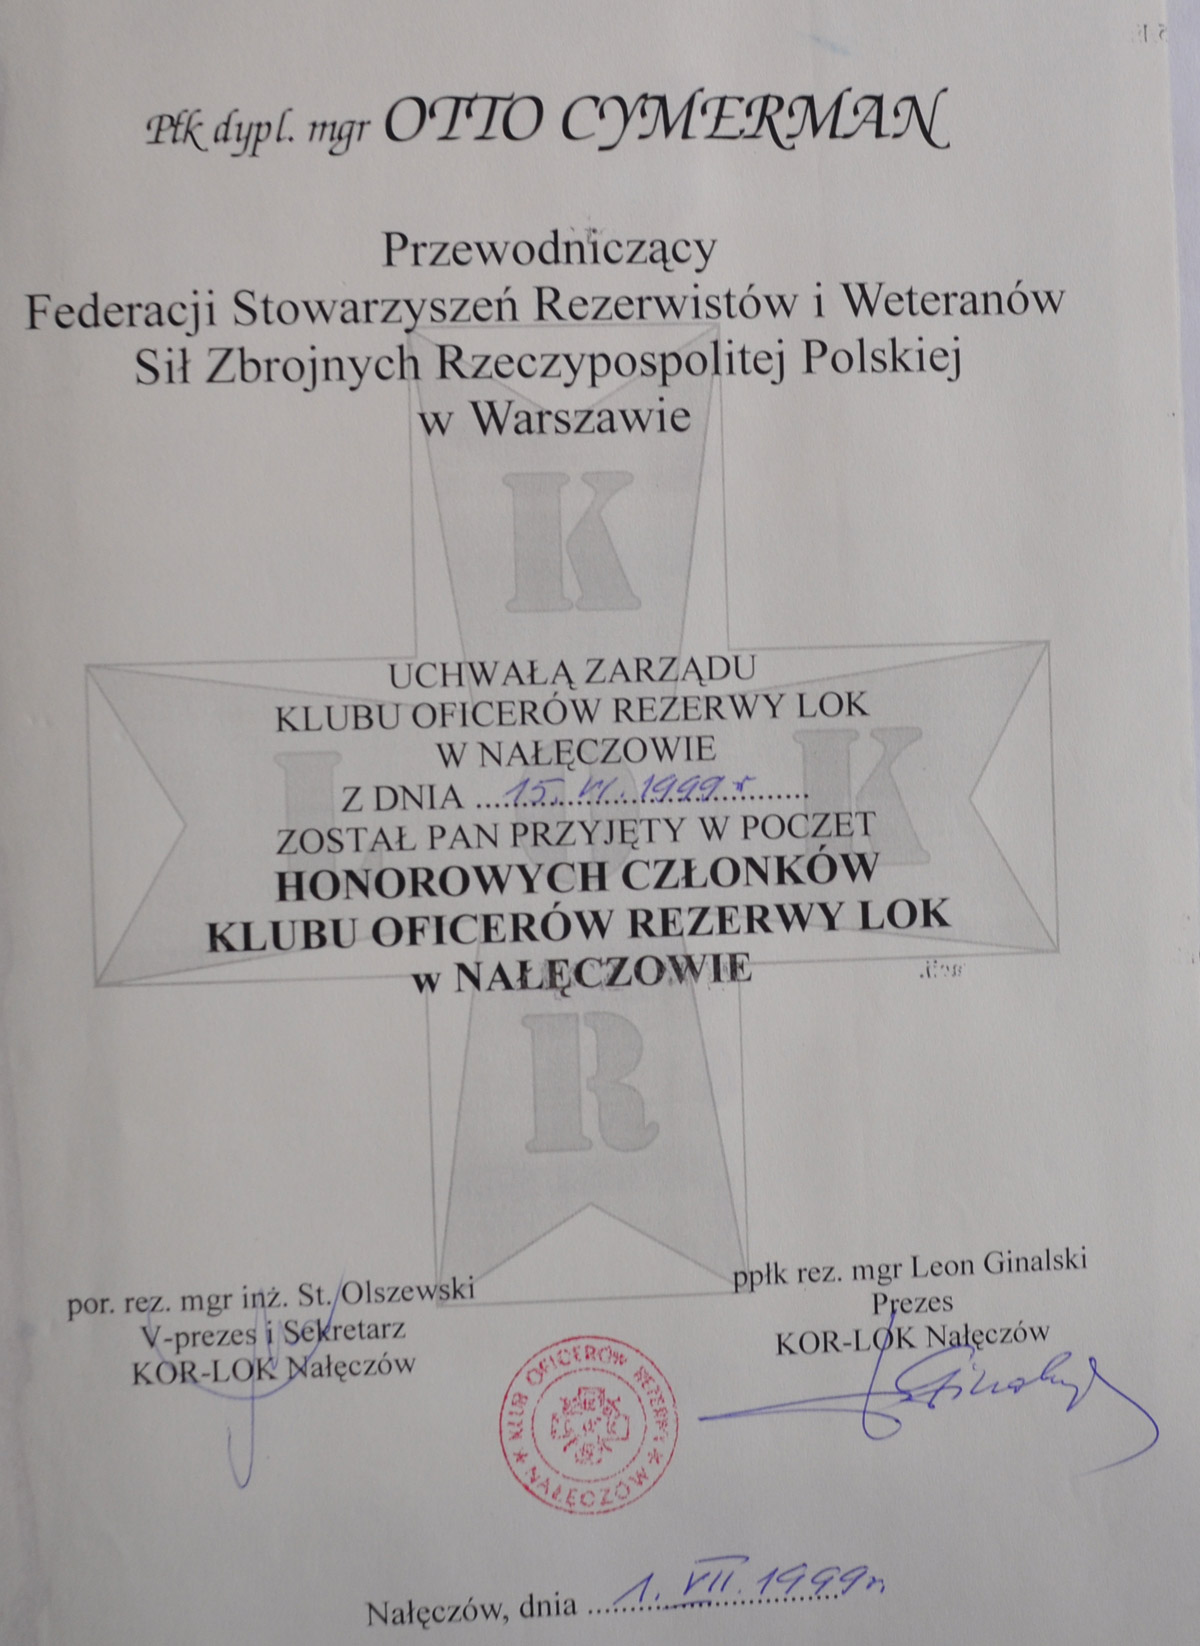 Płk dypl. mgr OTTO CYMERMAN
Przewodniczący
Federacji Stowarzyszeń Rezerwistów i Weteranów
Sił Zbrojnych Rzeczypospolitej Polskiej
w Warszawie
K
UCHWAŁĄ ZARZĄDU
KLUBU OFICERÓW REZERWY LOK
W NAŁĘCZOWIE
Z DNIA ....15. VI. 1999 r......
ZOSTAŁ PAN PRZYJĘTY W POCZET
HONOROWYCH CZŁONKÓW
KLUBU OFICERÓW REZERWY LOK
w NAŁĘCZOWIE
L O K
R
por. rez. mgr inż. St. Olszewski
V-prezes i Sekretarz
KOR-LOK Nałęczów
ppłk rez. mgr Leon Ginalski
Prezes
KOR-LOK Nałęczów
Ginalski
KLUB OFICERÓW REZERWY
* NAŁĘCZÓW *
Nałęczów, dnia ....1. VII. 1999r.